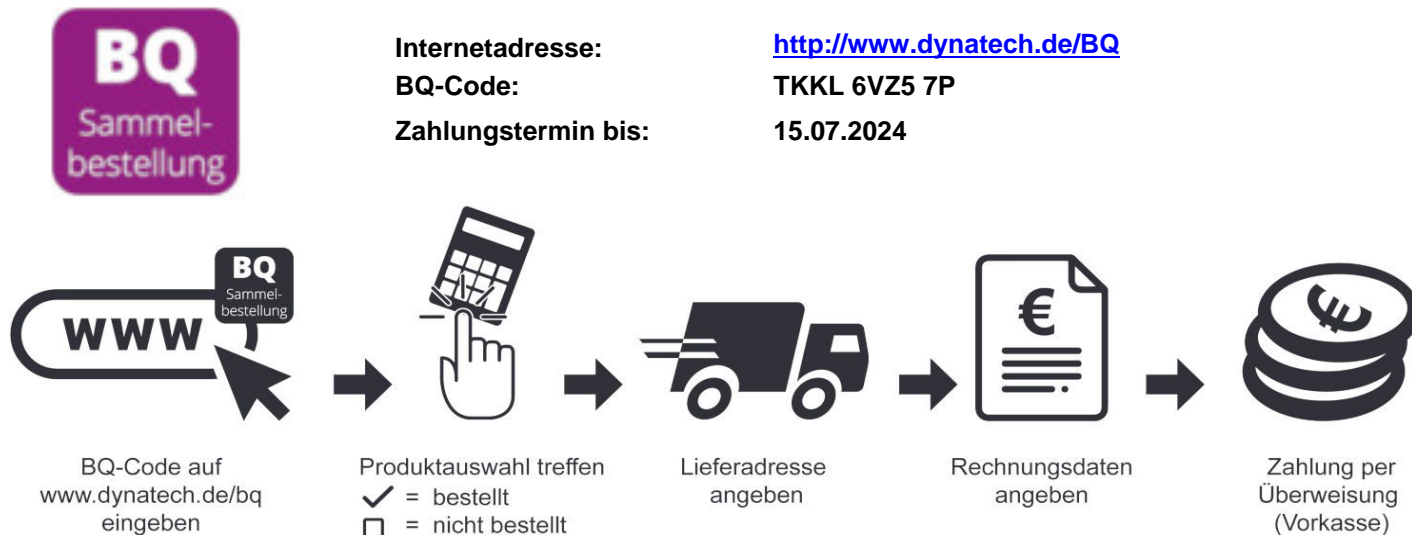 BQ
Sammel-
bestellung
Internetadresse: http://www.dynatech.de/BQ
BQ-Code: TKKL 6VZ5 7P
Zahlungstermin bis: 15.07.2024
BQ
Sammel-
bestellung
www
€
€
BQ-Code auf
www.dynatech.de/bq
eingeben
Produktauswahl treffen
✓ = bestellt
☐ = nicht bestellt
Lieferadresse
angeben
Rechnungsdaten
angeben
Zahlung per
Überweisung
(Vorkasse)